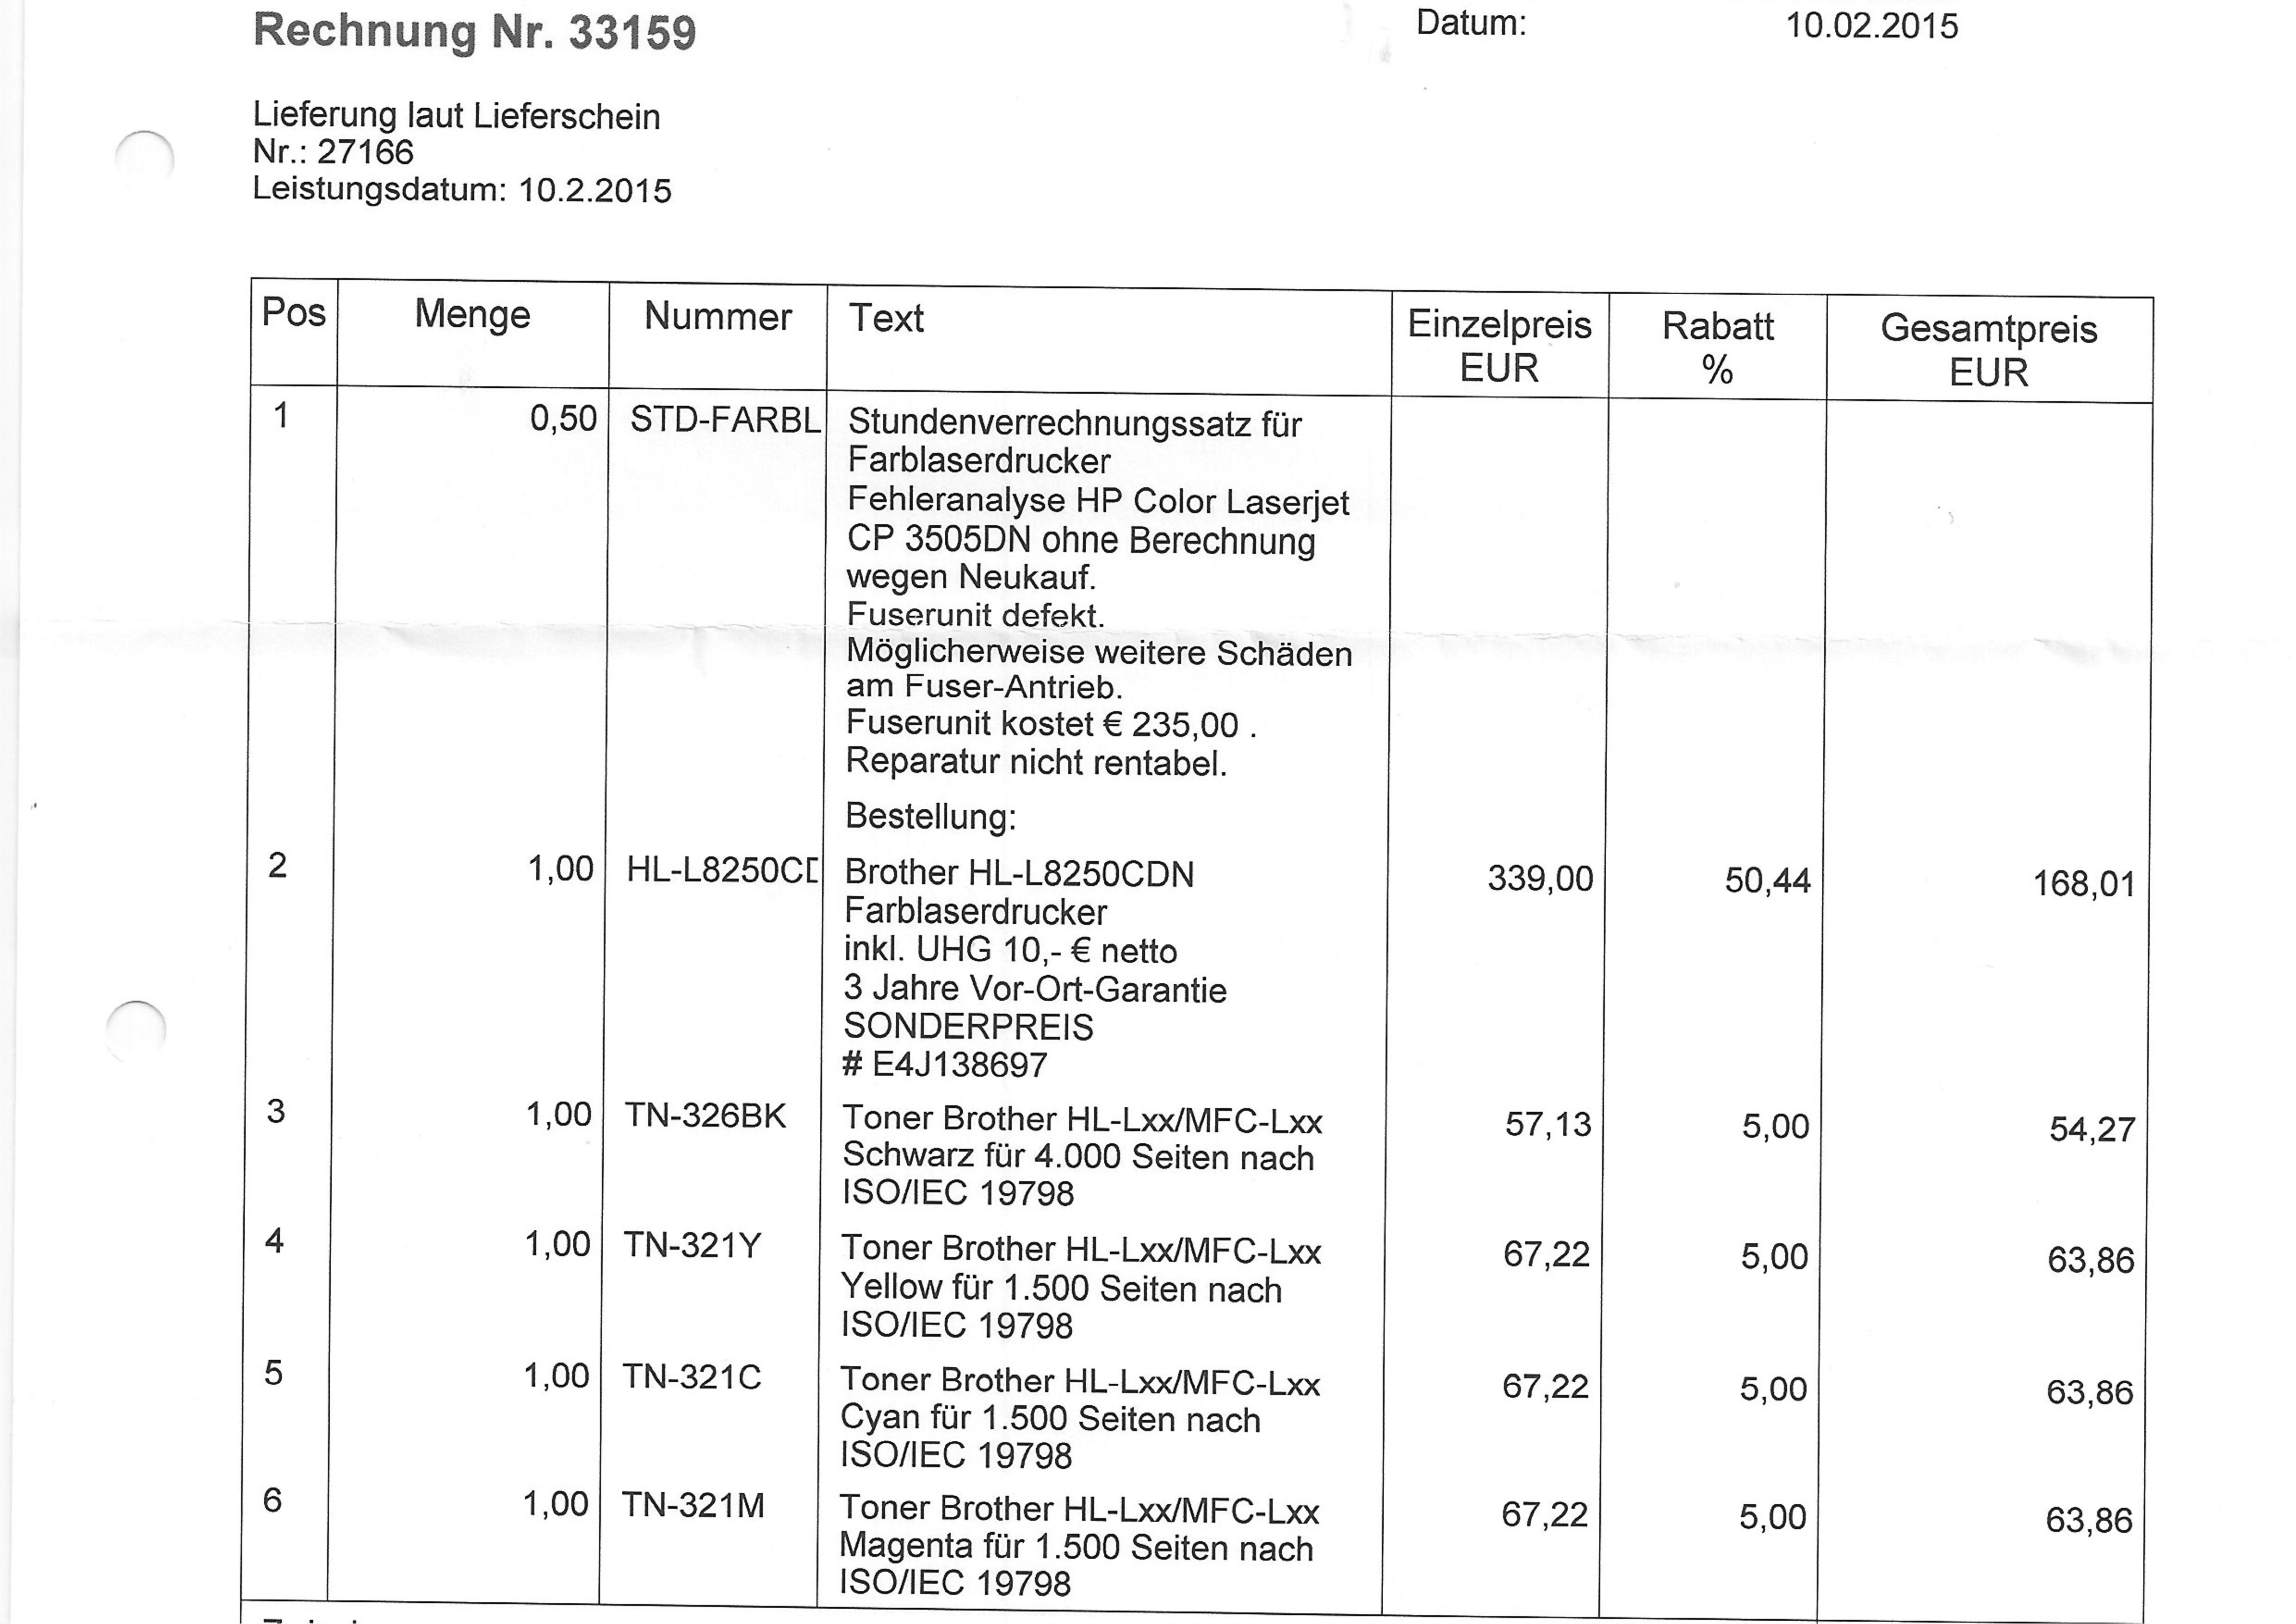 Rechnung Nr. 33159
Datum: 10.02.2015
Lieferung laut Lieferschein
Nr.: 27166
Leistungsdatum: 10.2.2015
Pos Menge Nummer Text Einzelpreis EUR Rabatt % Gesamtpreis EUR
1 0,50 STD-FARBL Stundenverrechnungssatz für
Farblaserdrucker
Fehleranalyse HP Color Laserjet
CP 3505DN ohne Berechnung
wegen Neukauf.
Fuserunit defekt.
Möglicherweise weitere Schäden
am Fuser-Antrieb.
Fuserunit kostet € 235,00 .
Reparatur nicht rentabel.
Bestellung:
2 1,00 HL-L8250CD Brother HL-L8250CDN 339,00 50,44 168,01
Farblaserdrucker
inkl. UHG 10,- € netto
3 Jahre Vor-Ort-Garantie
SONDERPREIS
# E4J138697
3 1,00 TN-326BK Toner Brother HL-Lxx/MFC-Lxx 57,13 5,00 54,27
Schwarz für 4.000 Seiten nach
ISO/IEC 19798
4 1,00 TN-321Y Toner Brother HL-Lxx/MFC-Lxx 67,22 5,00 63,86
Yellow für 1.500 Seiten nach
ISO/IEC 19798
5 1,00 TN-321C Toner Brother HL-Lxx/MFC-Lxx 67,22 5,00 63,86
Cyan für 1.500 Seiten nach
ISO/IEC 19798
6 1,00 TN-321M Toner Brother HL-Lxx/MFC-Lxx 67,22 5,00 63,86
Magenta für 1.500 Seiten nach
ISO/IEC 19798